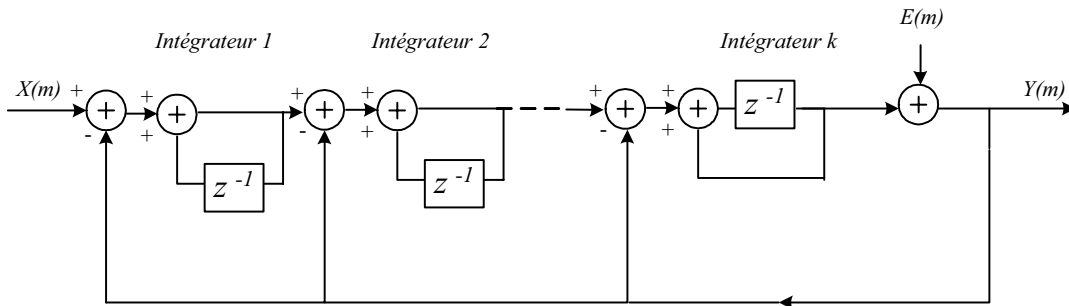 E(m)
Intégrateur 1 Intégrateur 2 Intégrateur k
X(m) + + + + + + Y(m)
+ + + + + + +
- + - + - +
z -1
z -1 z -1